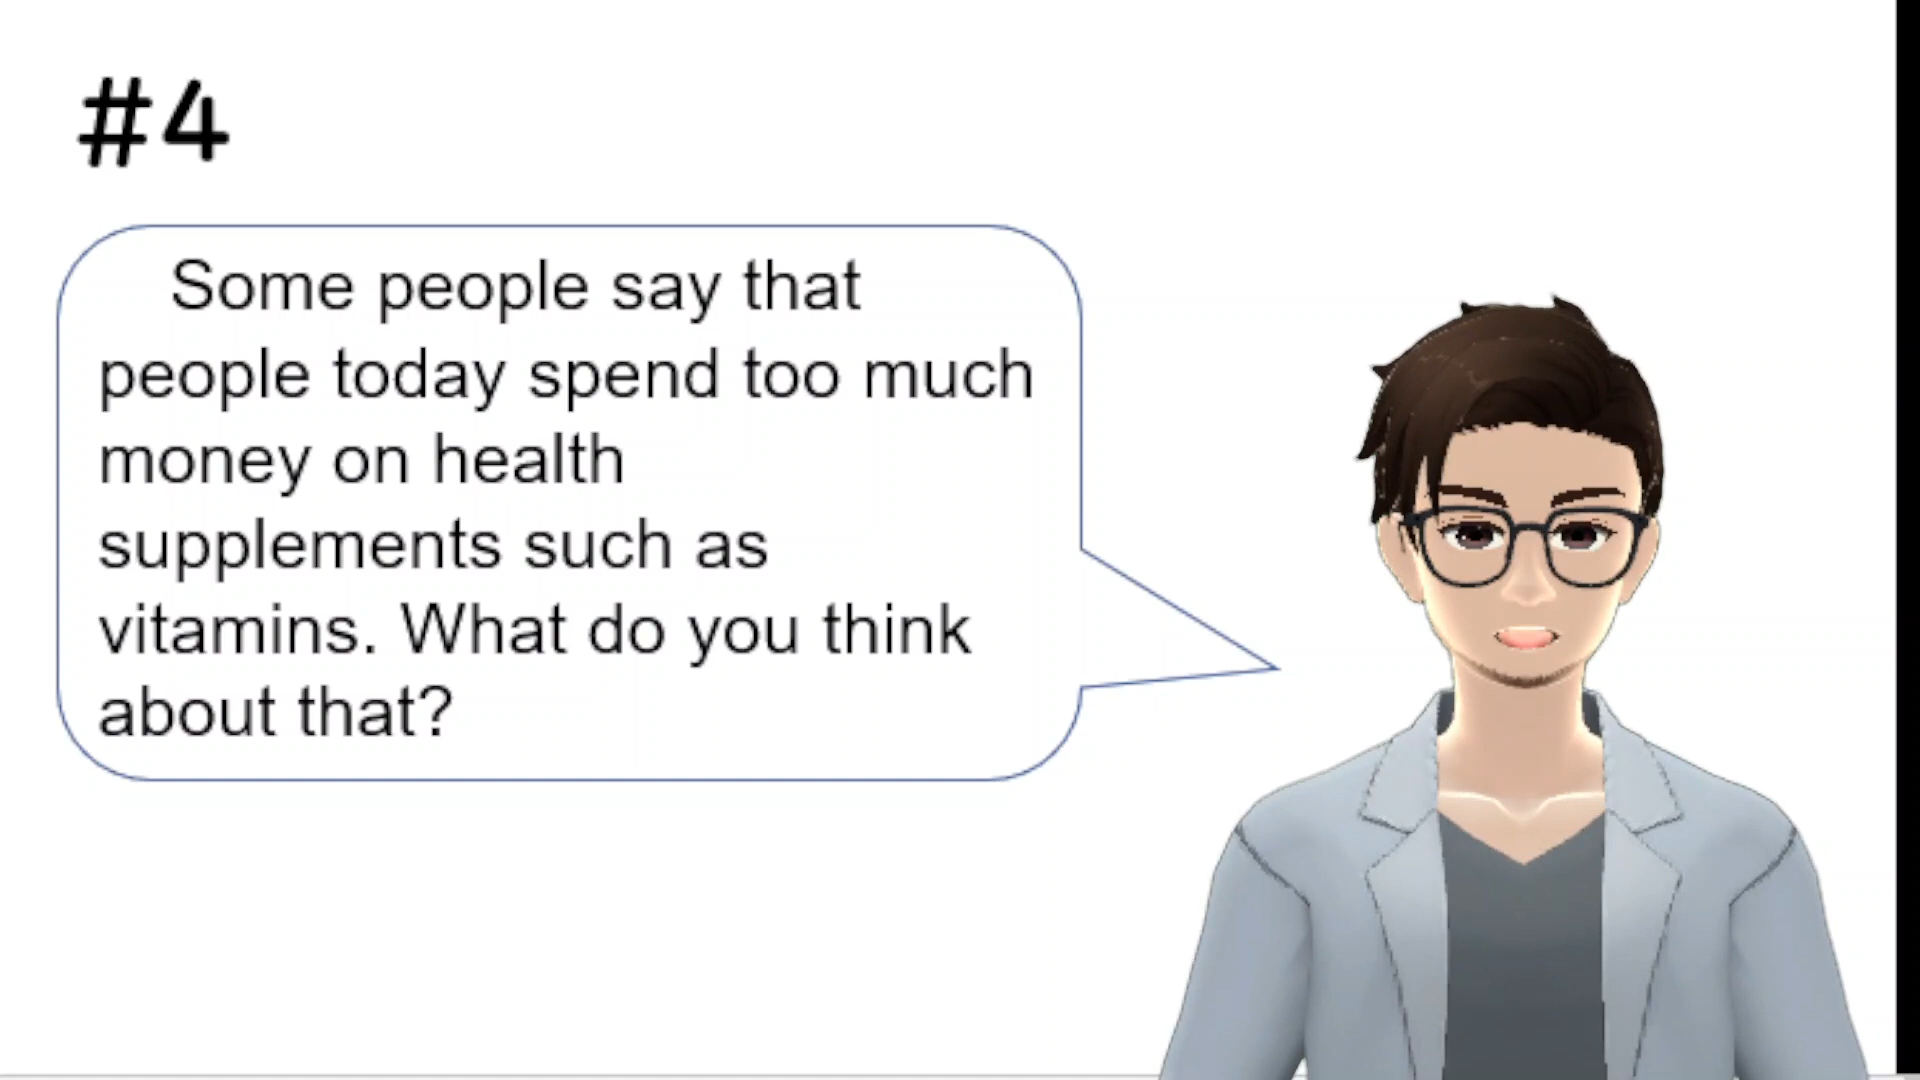 #4
Some people say that
people today spend too much
money on health
supplements such as
vitamins. What do you think
about that?